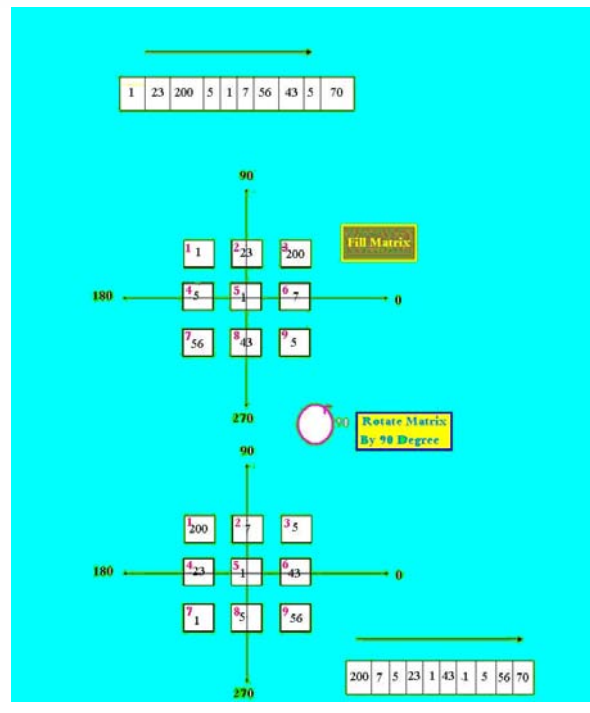 1 23 200 5 1 7 56 43 5 70
90
1 1 2 23 3 200
Fill Matrix
180 4 5 5 1 6 7 0
7 56 8 43 9 5
270
90 Rotate Matrix
By 90 Degree
90
1 200 2 7 3 5
180 4 23 5 1 6 43 0
7 1 8 5 9 56
200 7 5 23 1 43 1 5 56 70
270